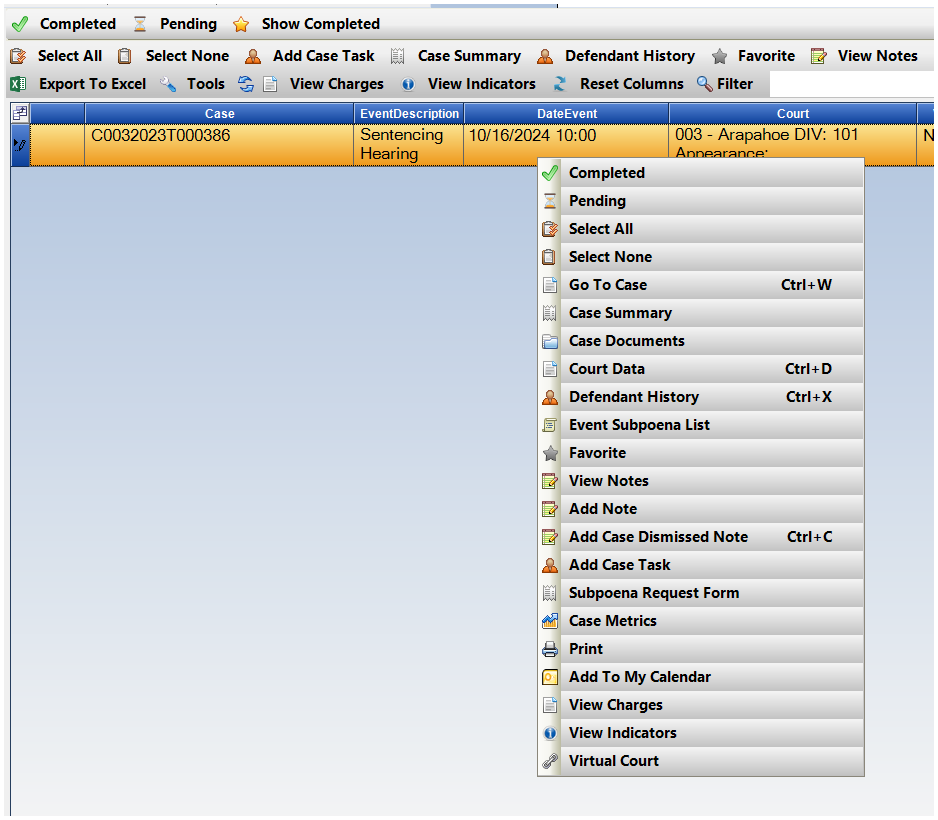 Completed Pending Show Completed
Select All Select None Add Case Task Case Summary Defendant History Favorite View Notes
Export To Excel Tools View Charges View Indicators Reset Columns Filter
Case EventDescription DateEvent Court
C0032023T000386 Sentencing 10/16/2024 10:00 003 - Arapahoe DIV: 101 N
Hearing Appearance:
Completed
Pending
Select All
Select None
Go To Case Ctrl+W
Case Summary
Case Documents
Court Data Ctrl+D
Defendant History Ctrl+X
Event Subpoena List
Favorite
View Notes
Add Note
Add Case Dismissed Note Ctrl+C
Add Case Task
Subpoena Request Form
Case Metrics
Print
Add To My Calendar
View Charges
View Indicators
Virtual Court